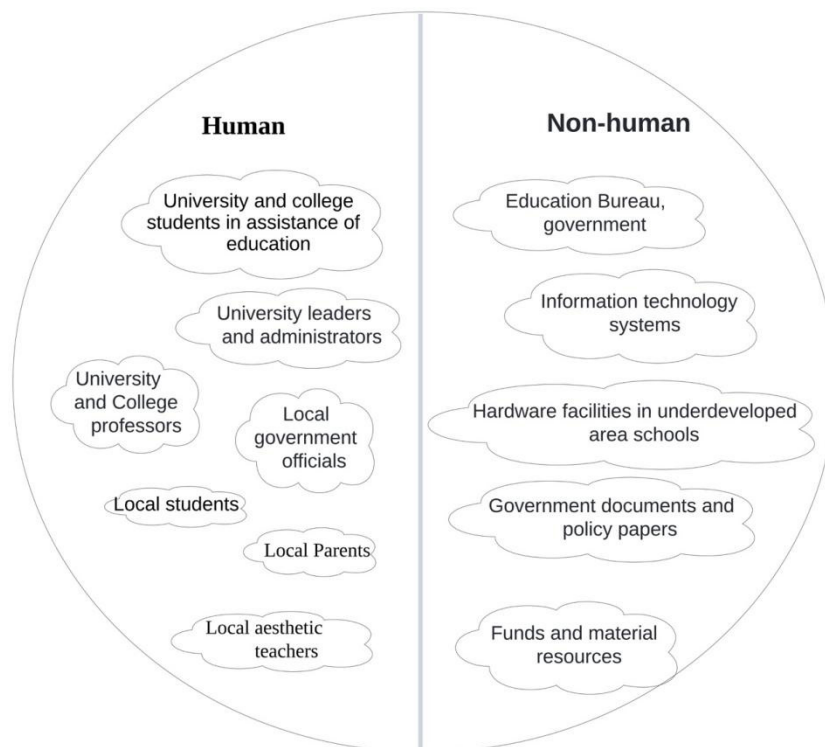 Human
University and college
students in assistance of
education
University leaders
and administrators
University
and College
professors
Local
government
officials
Local students
Local Parents
Local aesthetic
teachers
Non-human
Education Bureau,
government
Information technology
systems
Hardware facilities in underdeveloped
area schools
Government documents and
policy papers
Funds and material
resources